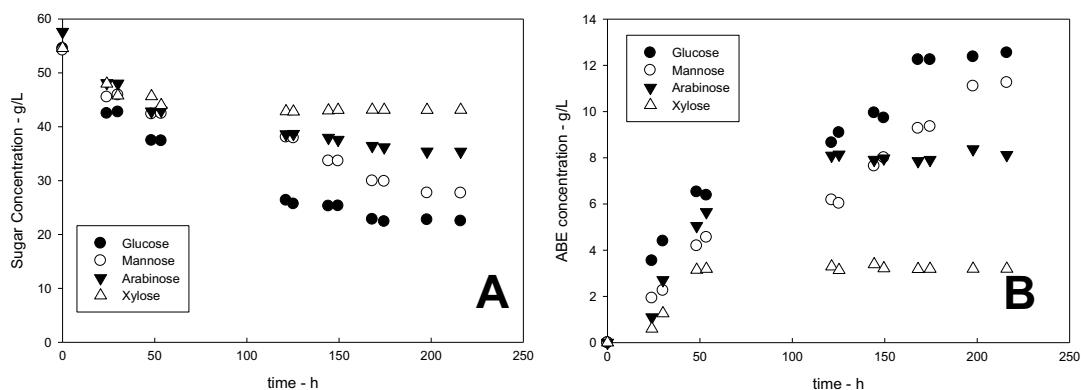 60
50
40
30
20
10
0
Sugar Concentration - g/L
Glucose
Mannose
Arabinose
Xylose
A
0 50 100 150 200 250
time - h
14
12
10
8
6
4
2
0
ABE concentration – g/L
Glucose
Mannose
Arabinose
Xylose
B
0 50 100 150 200 250
time - h